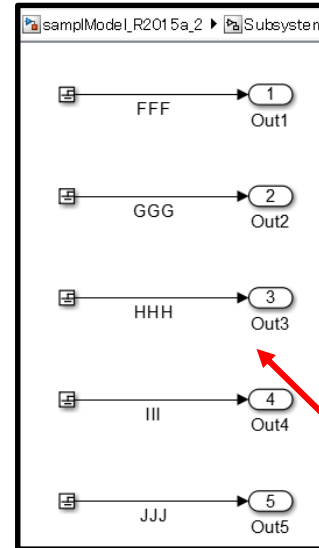 samplModel_R2015a_2 ▶ Subsystem
1
FFF
Out1
2
GGG
Out2
3
HHH
Out3
4
III
Out4
5
JJJ
Out5